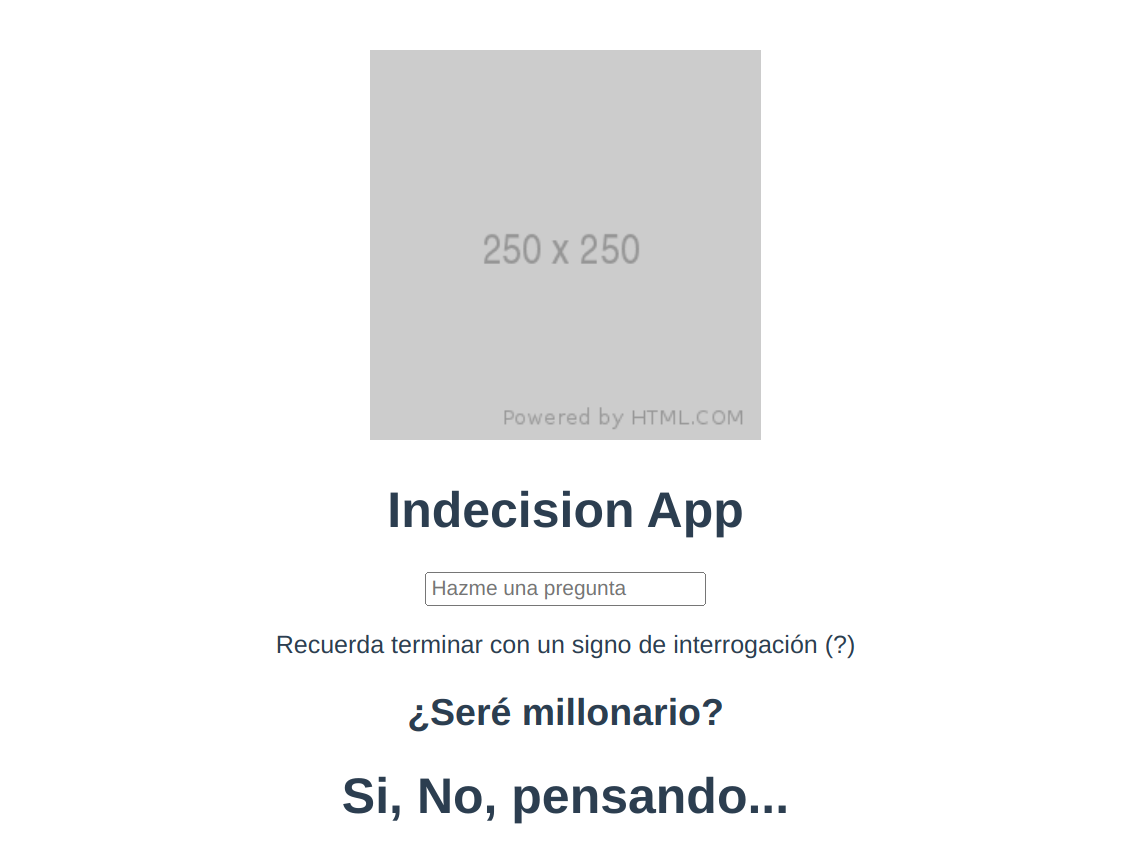 250 x 250
Powered by HTML.COM
Indecision App
Hazme una pregunta
Recuerda terminar con un signo de interrogación (?)
¿Seré millonario?
Si, No, pensando...